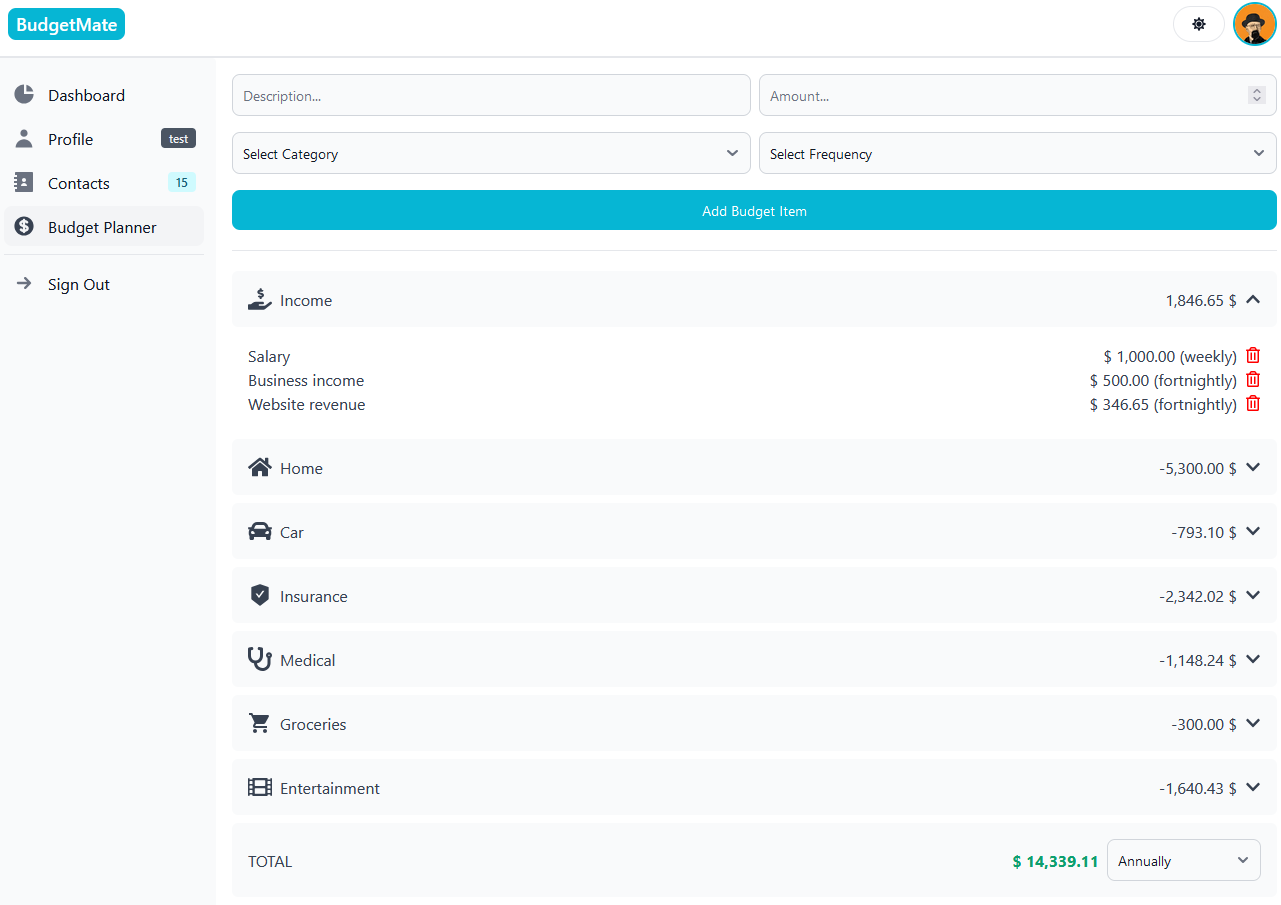 BudgetMate
Dashboard
Profile test
Contacts 15
Budget Planner
Sign Out
Description...
Amount...
Select Category
Select Frequency
Add Budget Item
Income 1,846.65 $
Salary $ 1,000.00 (weekly)
Business income $ 500.00 (fortnightly)
Website revenue $ 346.65 (fortnightly)
Home -5,300.00 $
Car -793.10 $
Insurance -2,342.02 $
Medical -1,148.24 $
Groceries -300.00 $
Entertainment -1,640.43 $
TOTAL $ 14,339.11 Annually